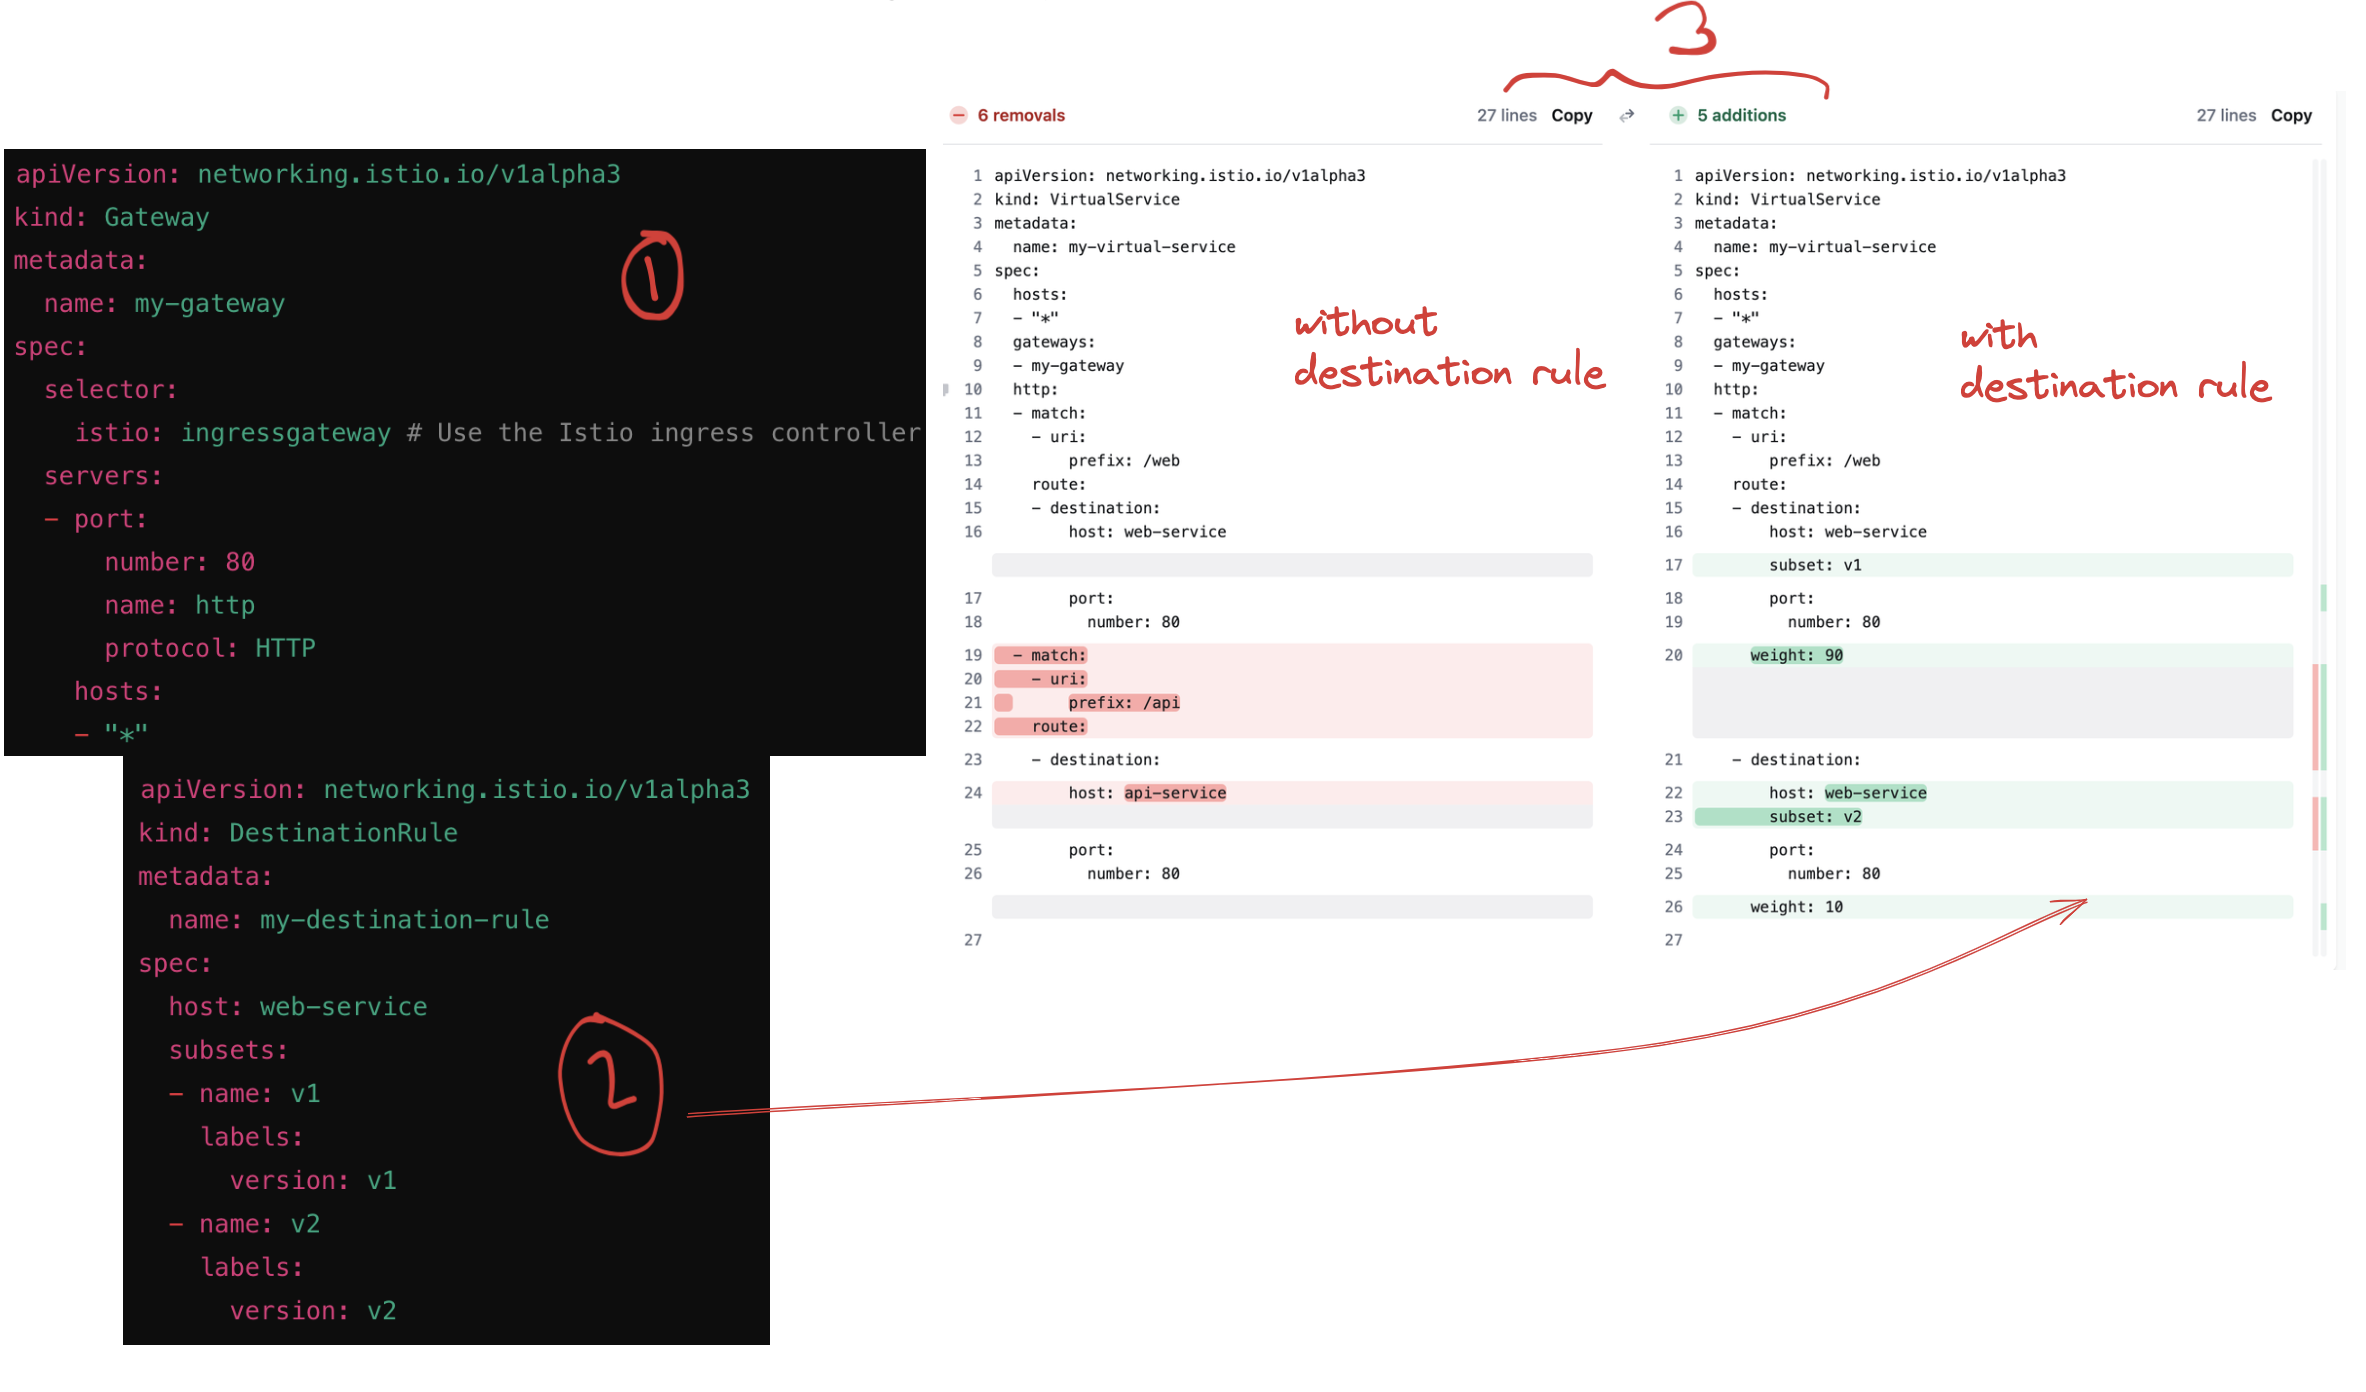 3
6 removals
27 lines Copy
5 additions
27 lines Copy
apiVersion: networking.istio.io/v1alpha3
kind: Gateway
metadata:
  name: my-gateway
spec:
  selector:
    istio: ingressgateway # Use the Istio ingress controller
  servers:
  - port:
      number: 80
      name: http
      protocol: HTTP
    hosts:
    - "*"
1
apiVersion: networking.istio.io/v1alpha3
kind: DestinationRule
metadata:
  name: my-destination-rule
spec:
  host: web-service
  subsets:
  - name: v1
    labels:
      version: v1
  - name: v2
    labels:
      version: v2
2
1 apiVersion: networking.istio.io/v1alpha3
2 kind: VirtualService
3 metadata:
4   name: my-virtual-service
5 spec:
6   hosts:
7   - "*"
8   gateways:
9   - my-gateway
10   http:
11   - match:
12     - uri:
13         prefix: /web
14     route:
15     - destination:
16         host: web-service
17         port:
18           number: 80
19   - match:
20     - uri:
21         prefix: /api
22     route:
23     - destination:
24         host: api-service
25         port:
26           number: 80
27
without
destination rule
1 apiVersion: networking.istio.io/v1alpha3
2 kind: VirtualService
3 metadata:
4   name: my-virtual-service
5 spec:
6   hosts:
7   - "*"
8   gateways:
9   - my-gateway
10   http:
11   - match:
12     - uri:
13         prefix: /web
14     route:
15     - destination:
16         host: web-service
17         subset: v1
18         port:
19           number: 80
20       weight: 90
21     - destination:
22         host: web-service
23         subset: v2
24         port:
25           number: 80
26       weight: 10
27
with
destination rule